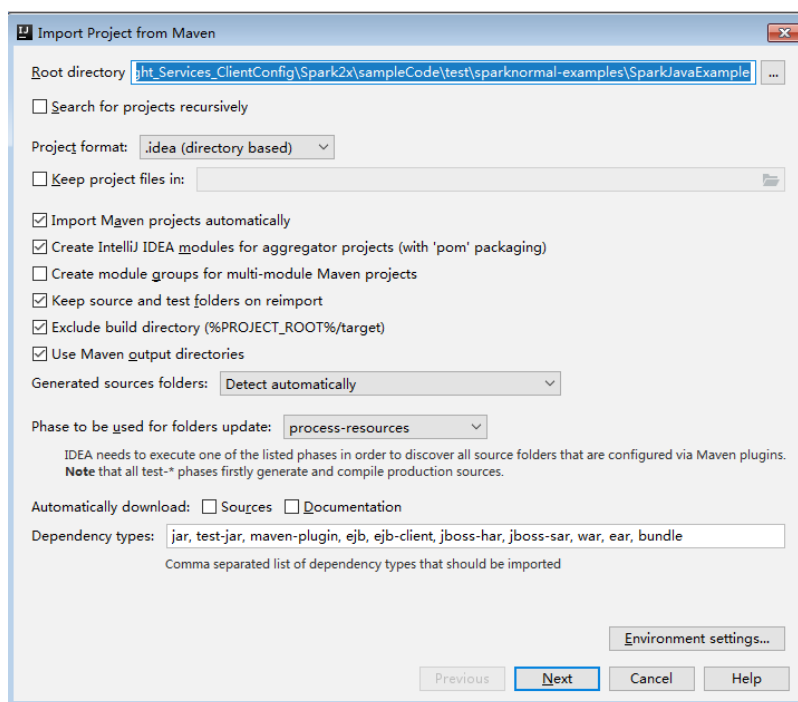 Import Project from Maven
Root directory ght_Services_ClientConfig\Spark2x\sampleCode\test\sparknormal-examples\SparkJavaExample ...
Search for projects recursively
Project format: .idea (directory based)
Keep project files in:
Import Maven projects automatically
Create IntelliJ IDEA modules for aggregator projects (with 'pom' packaging)
Create module groups for multi-module Maven projects
Keep source and test folders on reimport
Exclude build directory (%PROJECT_ROOT%/target)
Use Maven output directories
Generated sources folders: Detect automatically
Phase to be used for folders update: process-resources
IDEA needs to execute one of the listed phases in order to discover all source folders that are configured via Maven plugins.
Note that all test-* phases firstly generate and compile production sources.
Automatically download: Sources Documentation
Dependency types: jar, test-jar, maven-plugin, ejb, ejb-client, jboss-har, jboss-sar, war, ear, bundle
Comma separated list of dependency types that should be imported
Environment settings...
Previous Next Cancel Help